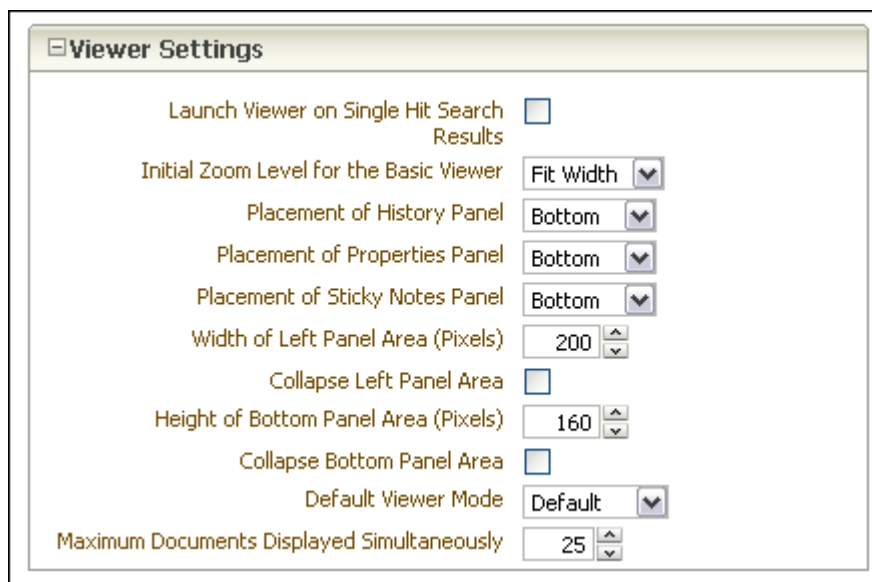 Viewer Settings
Launch Viewer on Single Hit Search
Results
Initial Zoom Level for the Basic Viewer Fit Width
Placement of History Panel Bottom
Placement of Properties Panel Bottom
Placement of Sticky Notes Panel Bottom
Width of Left Panel Area (Pixels) 200
Collapse Left Panel Area
Height of Bottom Panel Area (Pixels) 160
Collapse Bottom Panel Area
Default Viewer Mode Default
Maximum Documents Displayed Simultaneously 25